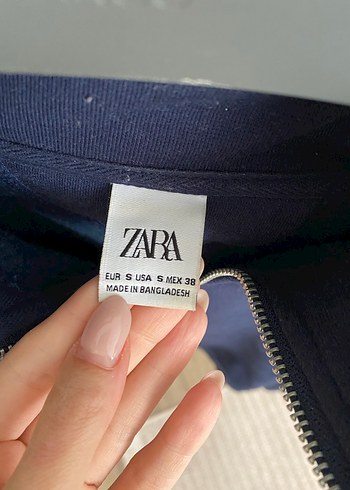 ZARA
EUR S USA S MEX 38
MADE IN BANGLADESH